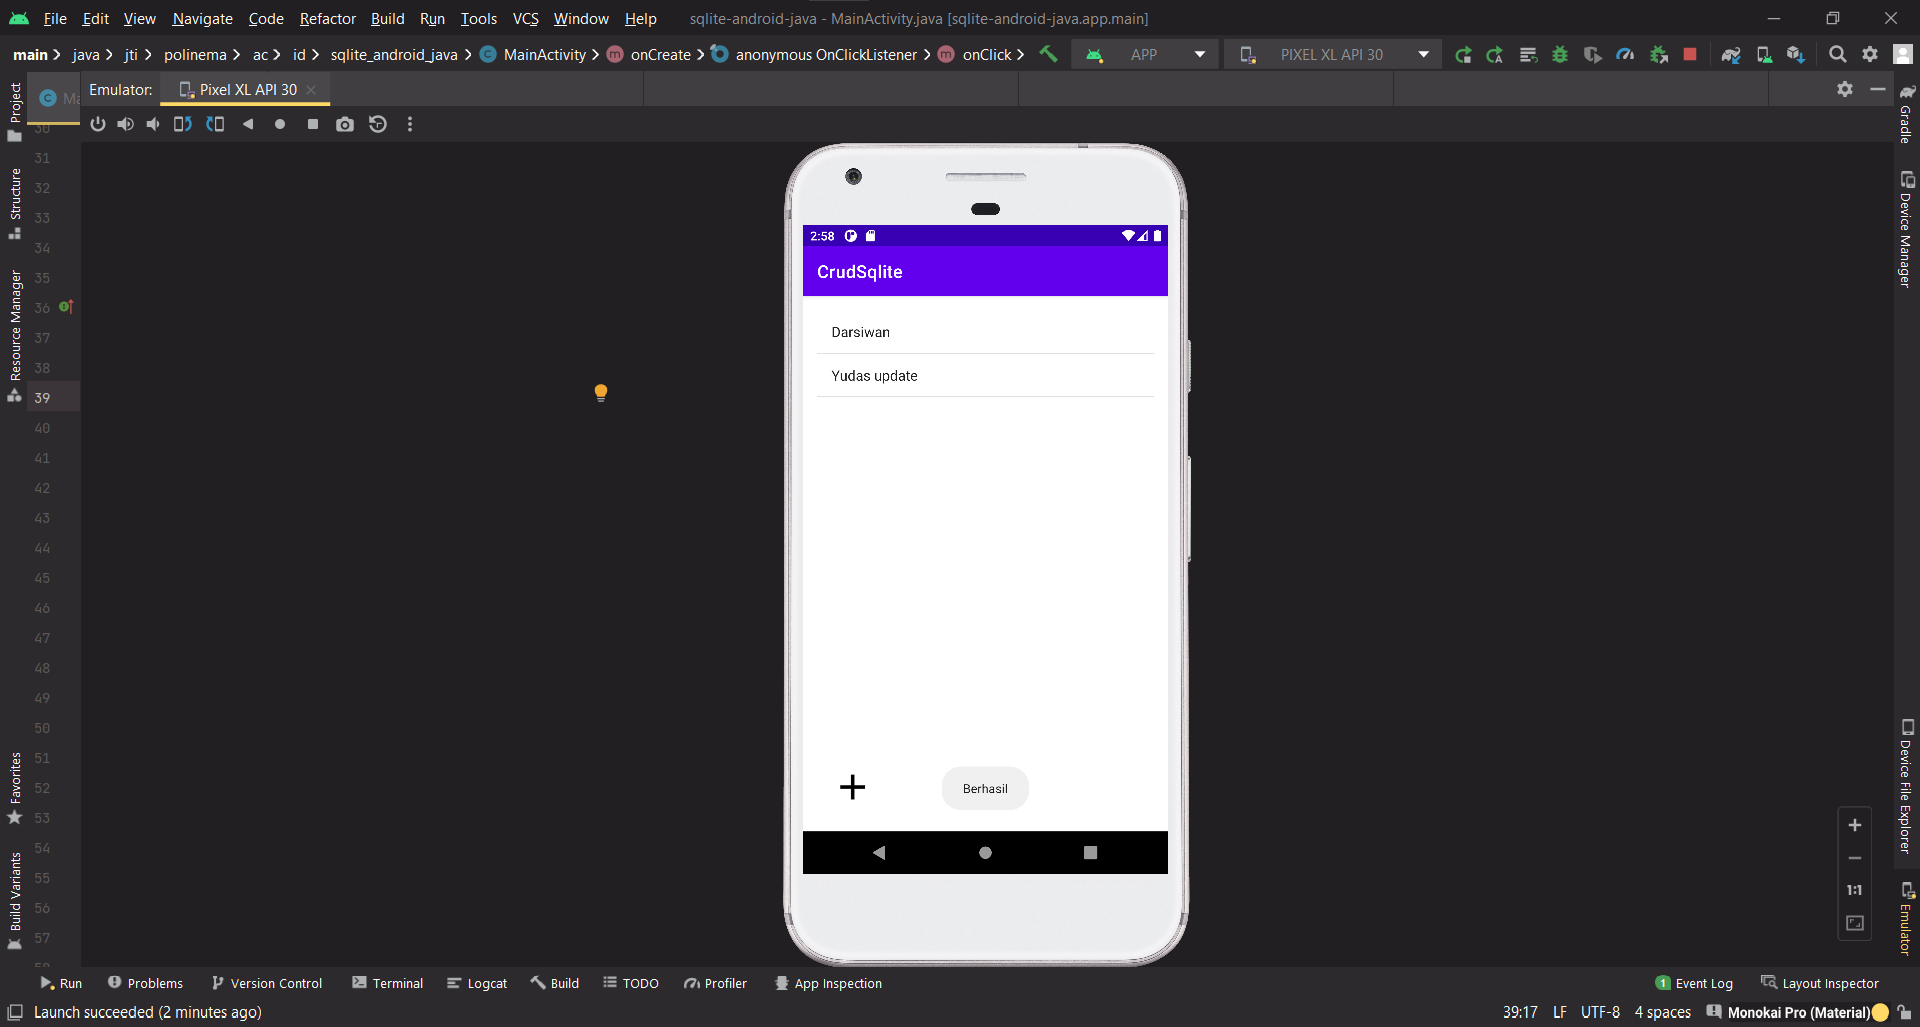 File Edit View Navigate Code Refactor Build Run Tools VCS Window Help sqlite-android-java - MainActivity.java [sqlite-android-java.app.main]
main java jti polinema ac id sqlite_android_java MainActivity onCreate anonymous OnClickListener onClick APP PIXEL XL API 30
Emulator: Pixel XL API 30
Project
Structure
Resource Manager
Favorites
Build Variants
30
31
32
33
34
35
36
37
38
39
40
41
42
43
44
45
46
47
48
49
50
51
52
53
54
55
56
57
2:58
CrudSqlite
Darsiwan
Yudas update
Berhasil
Gradle
Device Manager
Device File Explorer
Emulator
1:1
Run Problems Version Control Terminal Logcat Build TODO Profiler App Inspection 1 Event Log Layout Inspector
Launch succeeded (2 minutes ago) 39:17 LF UTF-8 4 spaces Monokai Pro (Material)